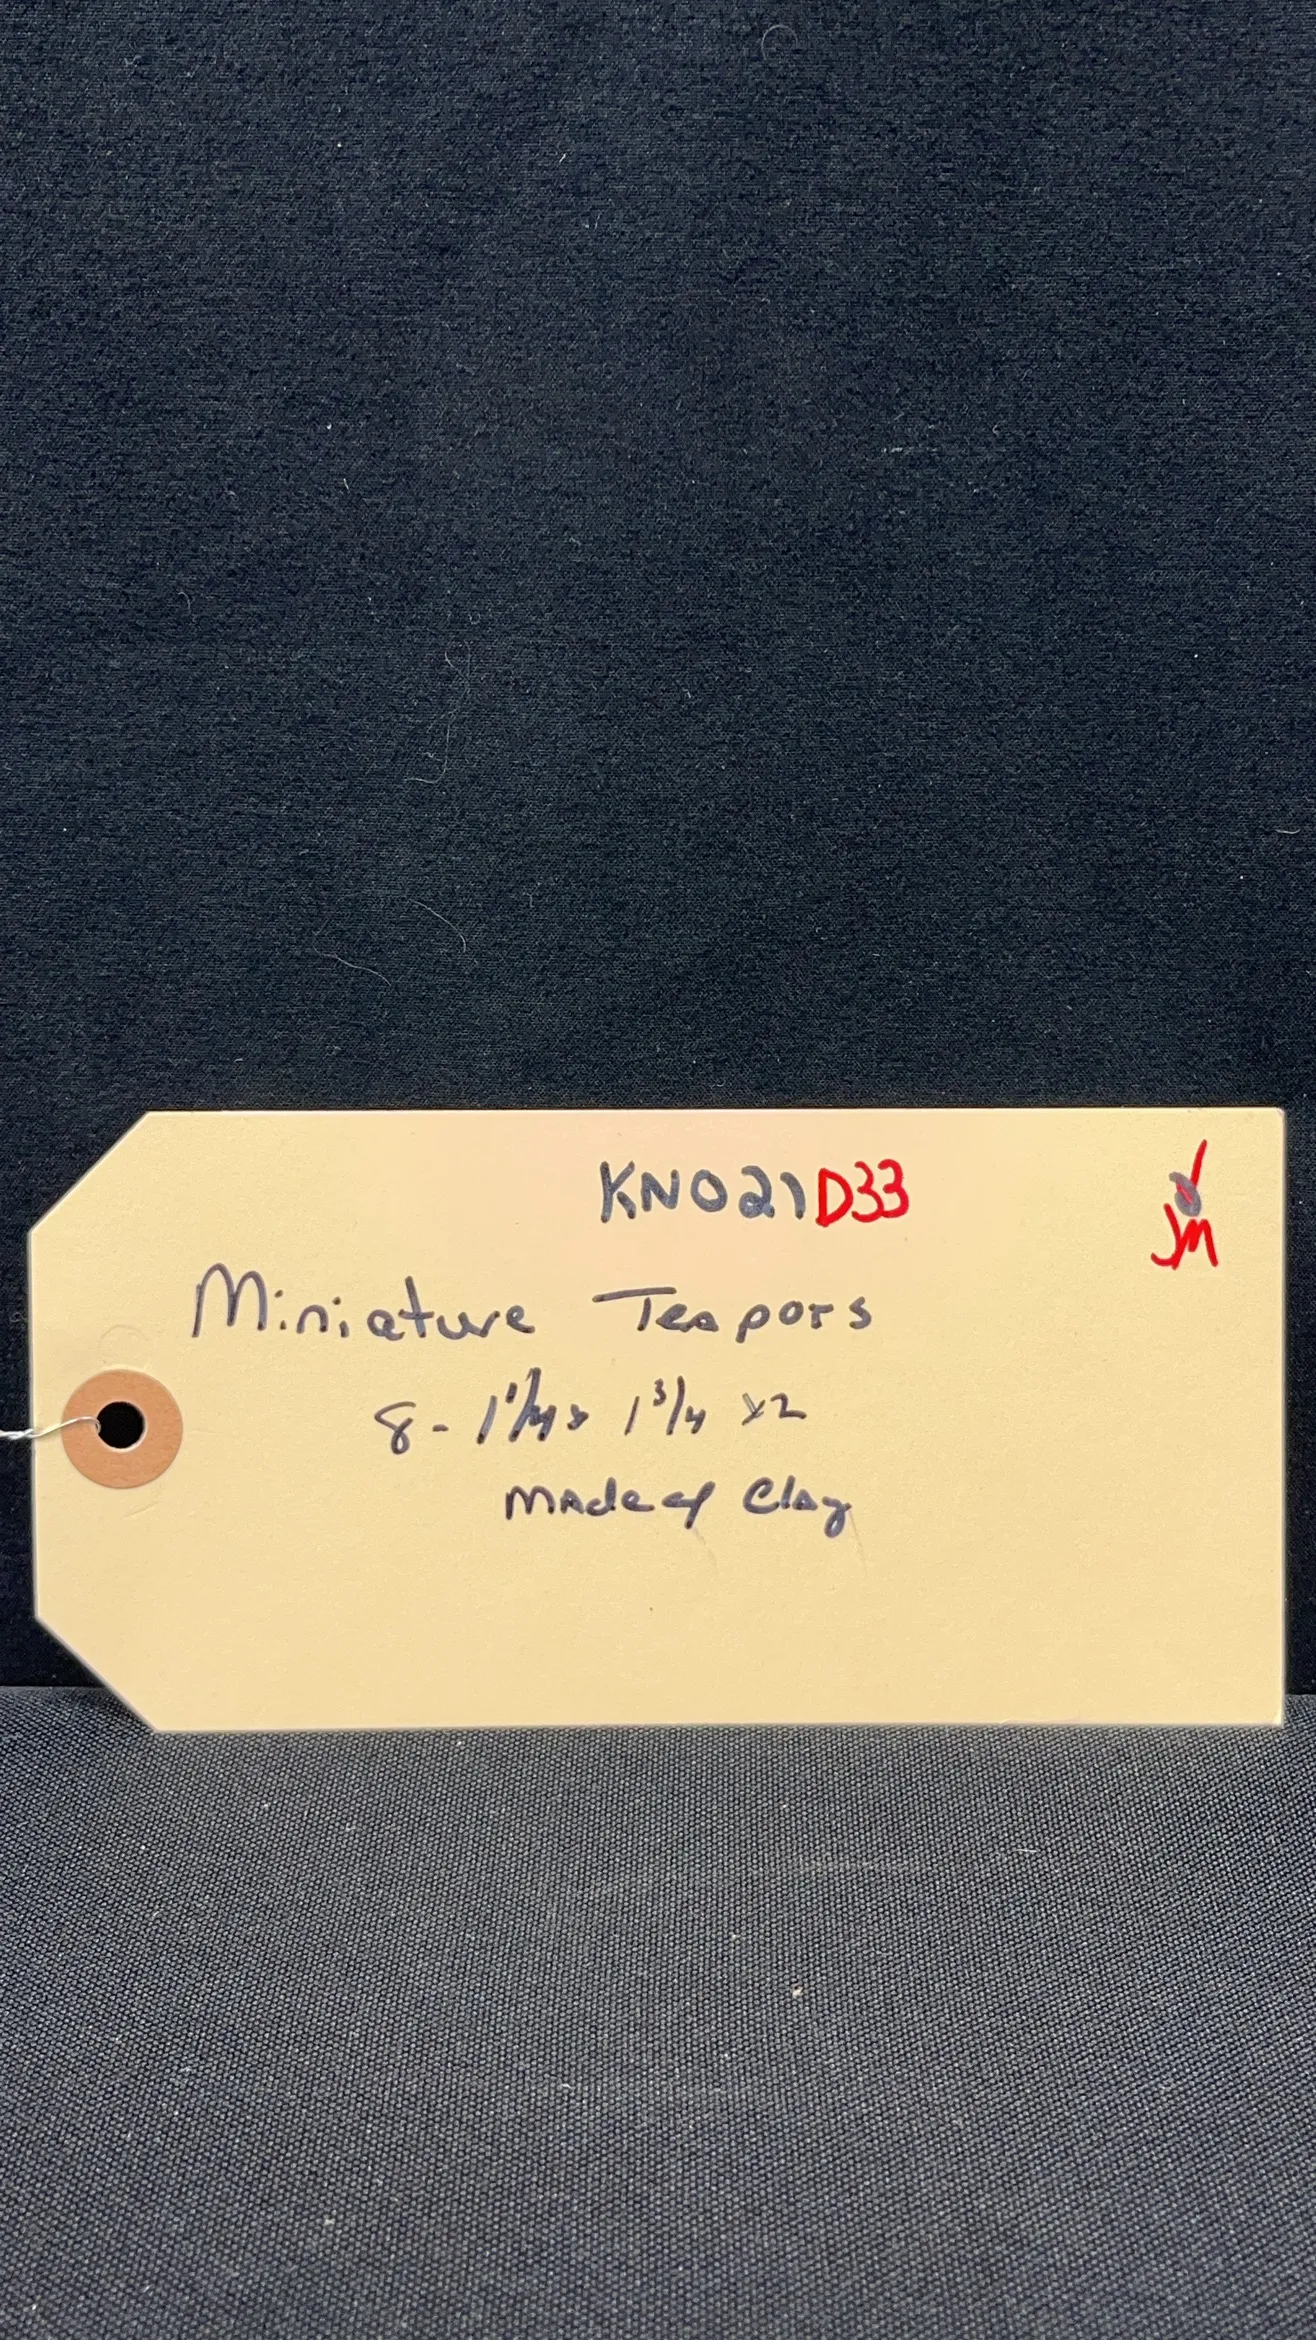 KN021D33
JM
Miniature Teapots
8 - 1 1/4 x 1 3/4 x2
Made of Clay